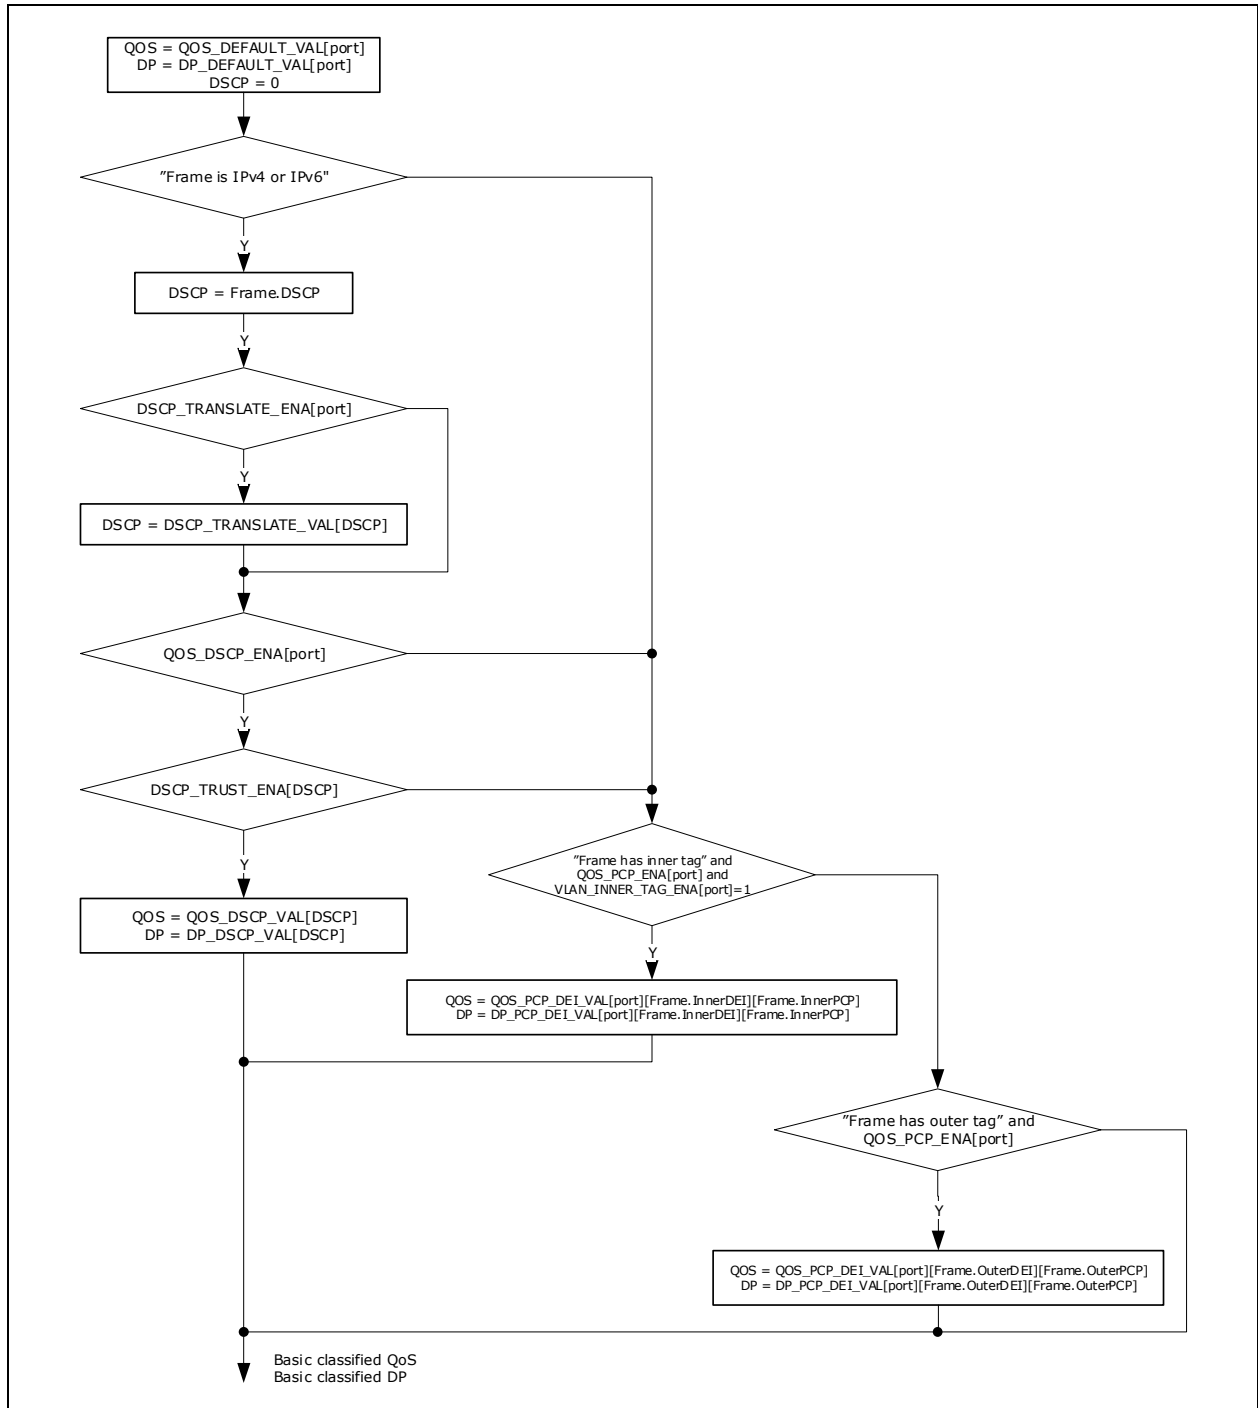 QOS = QOS_DEFAULT_VAL[port]
DP = DP_DEFAULT_VAL[port]
DSCP = 0
"Frame is IPv4 or IPv6"
Y
DSCP = Frame.DSCP
Y
DSCP_TRANSLATE_ENA[port]
Y
DSCP = DSCP_TRANSLATE_VAL[DSCP]
QOS_DSCP_ENA[port]
Y
DSCP_TRUST_ENA[DSCP]
Y
QOS = QOS_DSCP_VAL[DSCP]
DP = DP_DSCP_VAL[DSCP]
"Frame has inner tag" and
QOS_PCP_ENA[port] and
VLAN_INNER_TAG_ENA[port]=1
Y
QOS = QOS_PCP_DEI_VAL[port][Frame.InnerDEI][Frame.InnerPCP]
DP = DP_PCP_DEI_VAL[port][Frame.InnerDEI][Frame.InnerPCP]
"Frame has outer tag" and
QOS_PCP_ENA[port]
Y
QOS = QOS_PCP_DEI_VAL[port][Frame.OuterDEI][Frame.OuterPCP]
DP = DP_PCP_DEI_VAL[port][Frame.OuterDEI][Frame.OuterPCP]
Basic classified QoS
Basic classified DP